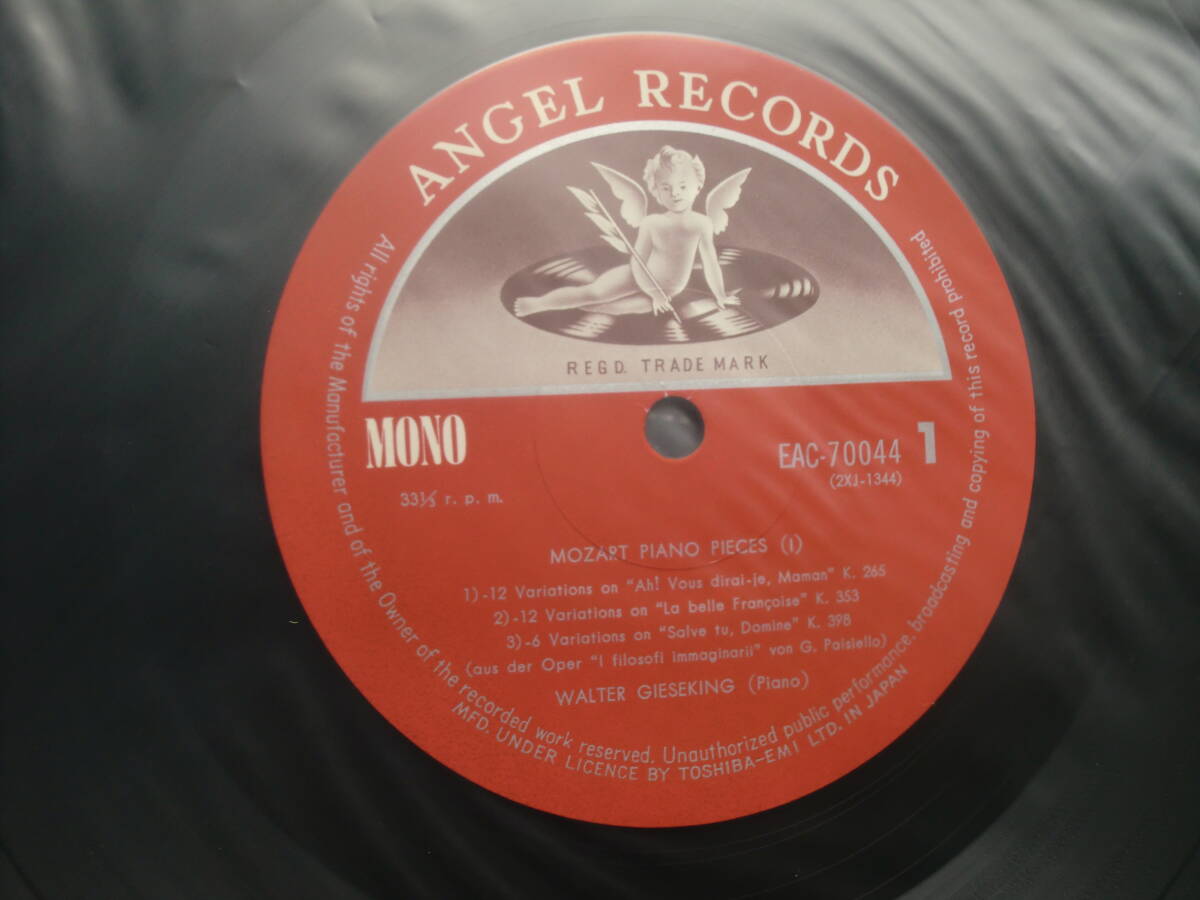 ANGEL RECORDS
REGD. TRADE MARK
MONO
33⅓ r. p. m.
EAC-70044 1
(2XJ-1344)
MOZART PIANO PIECES (I)
1)-12 Variations on "Ah! Vous dirai-je, Maman" K. 265
2)-12 Variations on "La belle Françoise" K. 353
3)-6 Variations on "Salve tu, Domine" K. 398
(aus der Oper "I filosofi immaginarii" von G. Paisiello)
WALTER GIESEKING (Piano)
All rights of the Manufacturer and of the Owner of the recorded work reserved. Unauthorized public performance, broadcasting and copying of this record prohibited
MFD. UNDER LICENCE BY TOSHIBA-EMI LTD. IN JAPAN